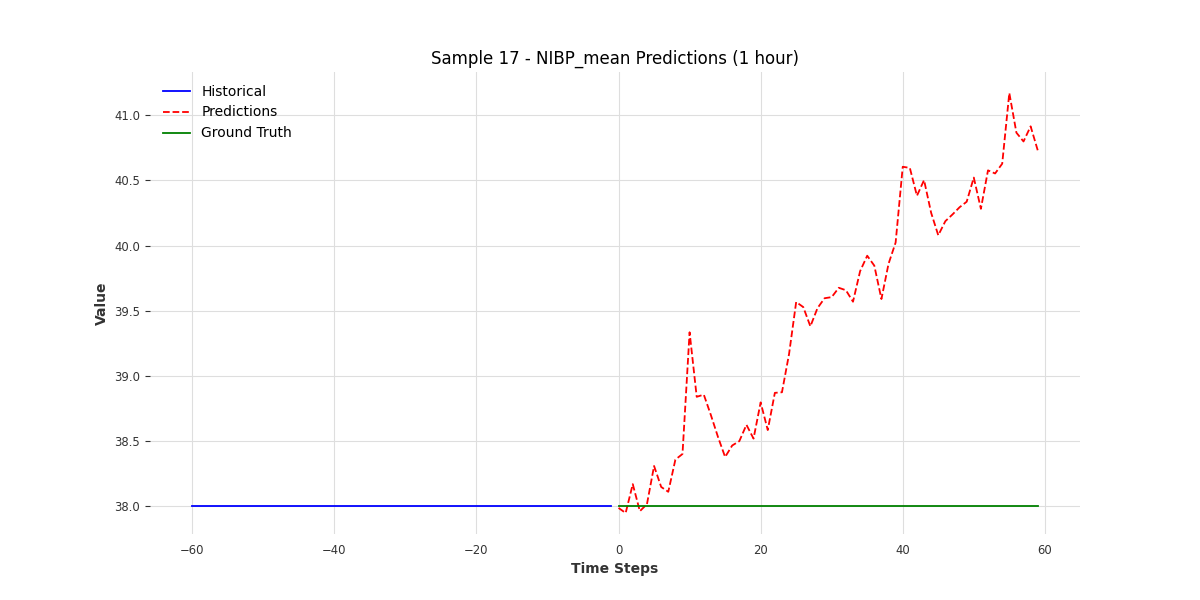 Sample 17 - NIBP_mean Predictions (1 hour)
Historical
Predictions
Ground Truth
41.0
40.5
40.0
39.5
39.0
38.5
38.0
Value
−60
−40
−20
0
20
40
60
Time Steps